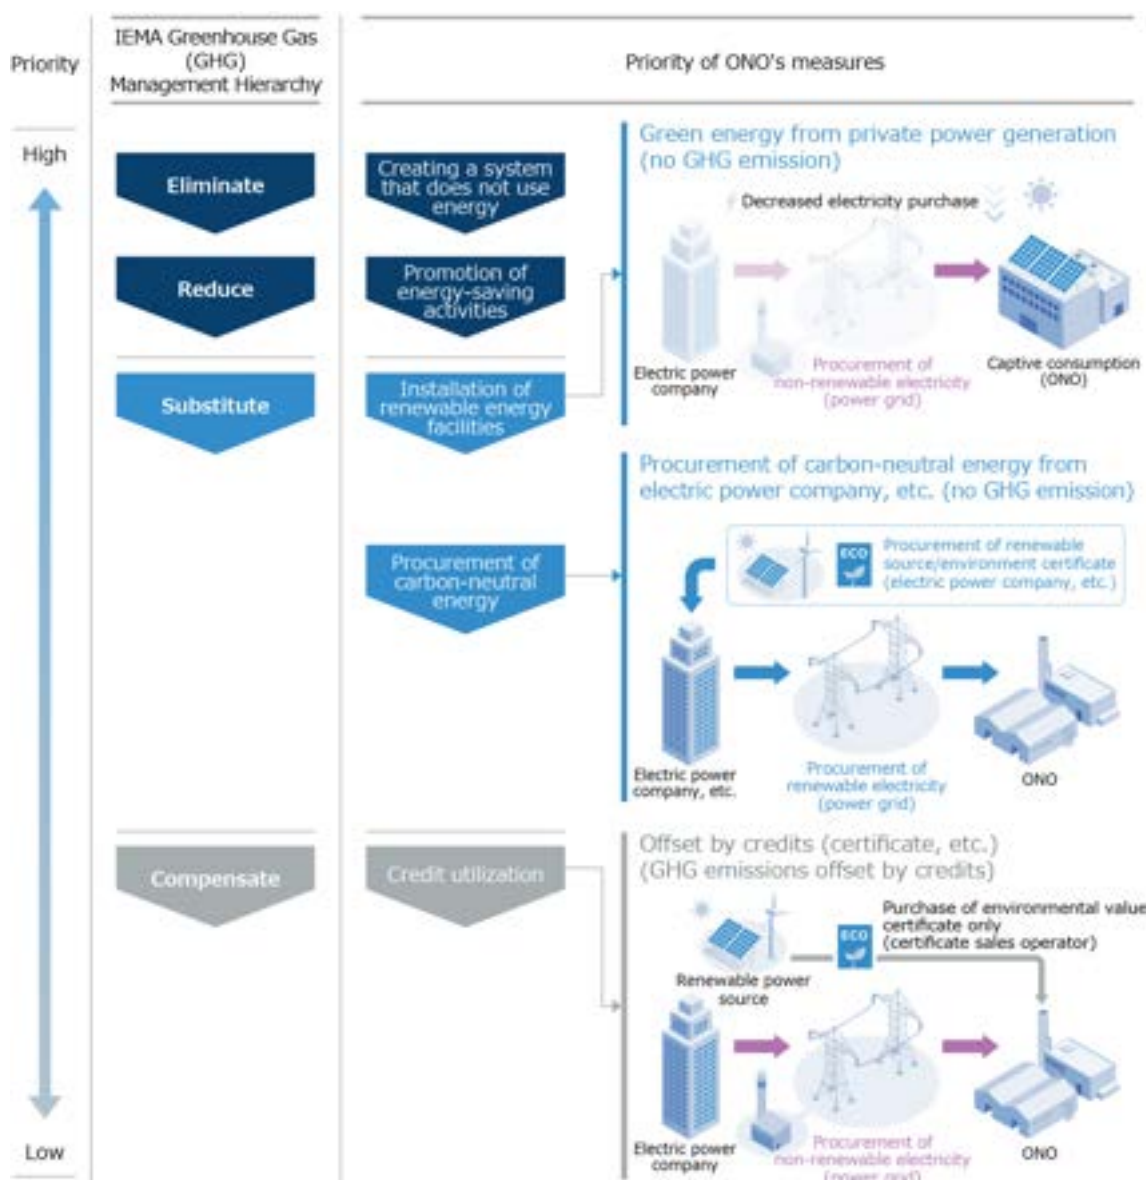 Priority
IEMA Greenhouse Gas
(GHG)
Management Hierarchy
Priority of ONO's measures
High
Eliminate
Creating a system
that does not use
energy
Reduce
Promotion of
energy-saving
activities
Substitute
Installation of
renewable energy
facilities
Green energy from private power generation
(no GHG emission)
Decreased electricity purchase
Electric power
company
Procurement of
non-renewable electricity
(power grid)
Captive consumption
(ONO)
Procurement of
carbon-neutral
energy
Procurement of carbon-neutral energy from
electric power company, etc. (no GHG emission)
ECO
Procurement of renewable
source/environment certificate
(electric power company, etc.)
Electric power
company, etc.
Procurement of
renewable electricity
(power grid)
ONO
Compensate
Credit utilization
Offset by credits (certificate, etc.)
(GHG emissions offset by credits)
Renewable power
source
ECO
Purchase of environmental value
certificate only
(certificate sales operator)
Electric power
company
Procurement of
non-renewable electricity
(power grid)
ONO
Low